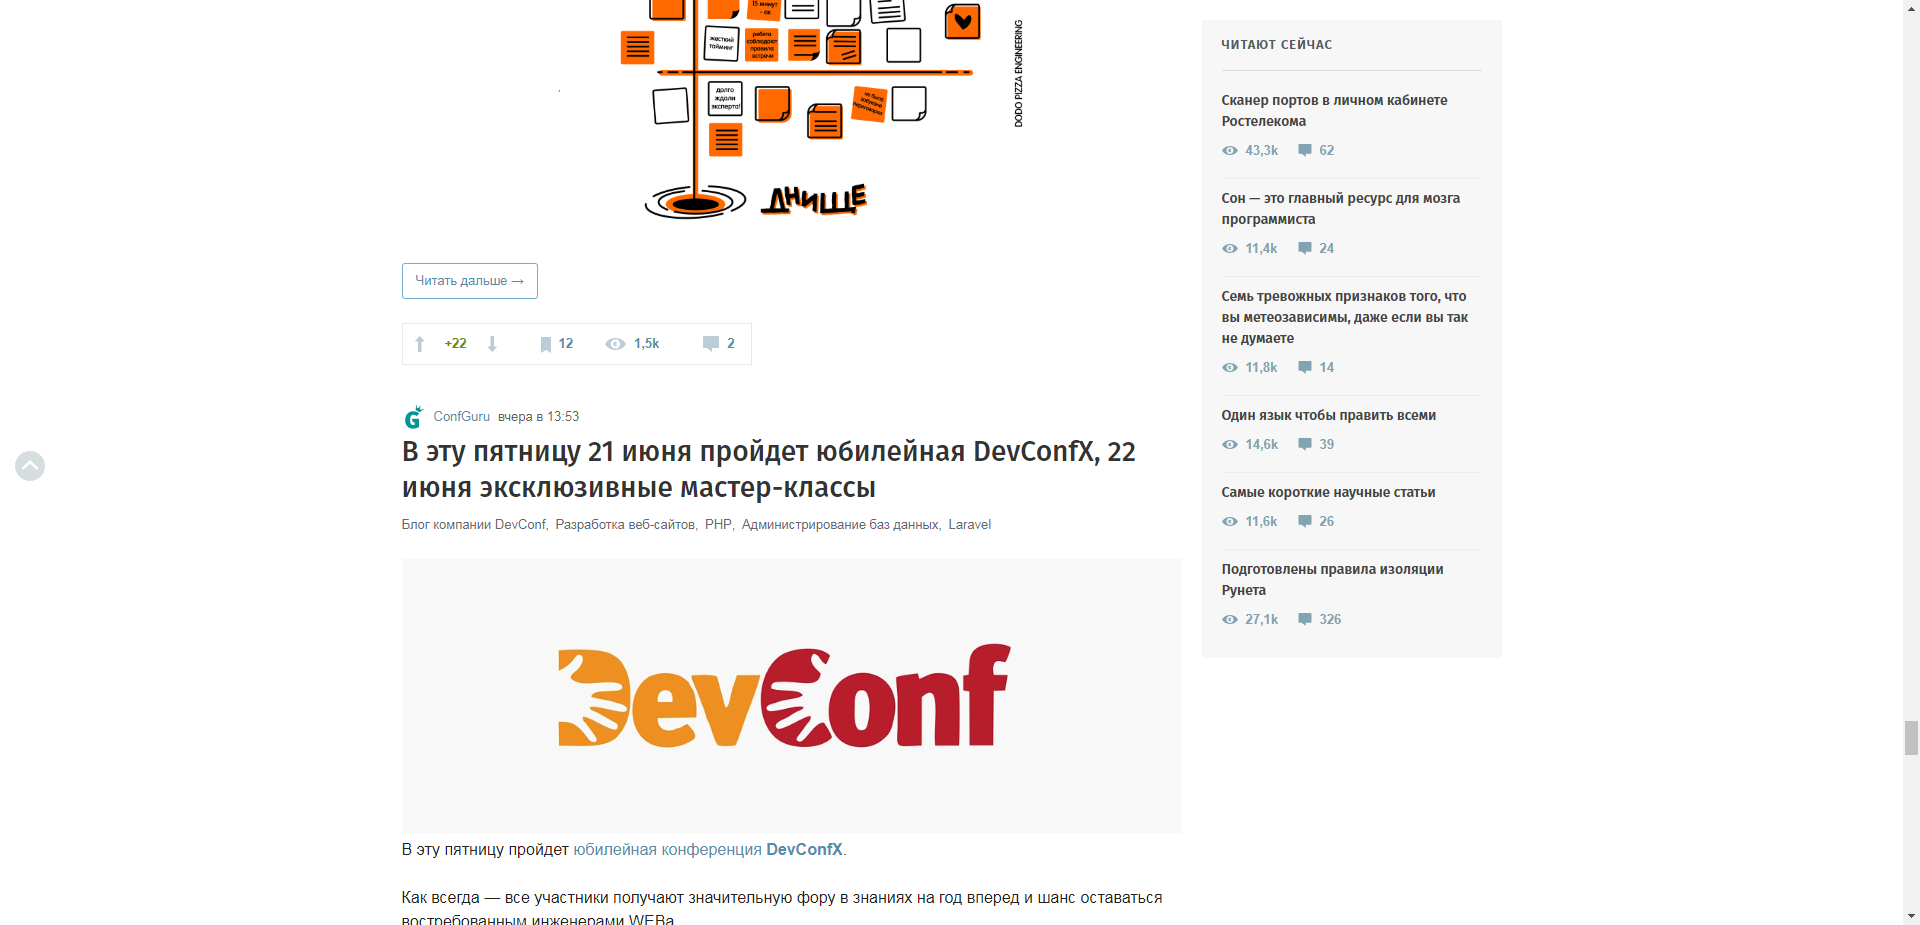 15 минут
- ок
жесткий
тайминг
ребята
соблюдают
правила
встречи
долго
ждали
эксперта!
не было
DODO PIZZA ENGINEERING
ДНИЩЕ
Читать дальше →
+22 12 1,5k 2
ConfGuru вчера в 13:53
В эту пятницу 21 июня пройдет юбилейная DevConfX, 22
июня эксклюзивные мастер-классы
Блог компании DevConf, Разработка веб-сайтов, PHP, Администрирование баз данных, Laravel
DevConf
В эту пятницу пройдет юбилейная конференция DevConfX.
Как всегда — все участники получают значительную фору в знаниях на год вперед и шанс оставаться
востребованным инженерами WEBа
ЧИТАЮТ СЕЙЧАС
Сканер портов в личном кабинете
Ростелекома
43,3k 62
Сон — это главный ресурс для мозга
программиста
11,4k 24
Семь тревожных признаков того, что
вы метеозависимы, даже если вы так
не думаете
11,8k 14
Один язык чтобы править всеми
14,6k 39
Самые короткие научные статьи
11,6k 26
Подготовлены правила изоляции
Рунета
27,1k 326